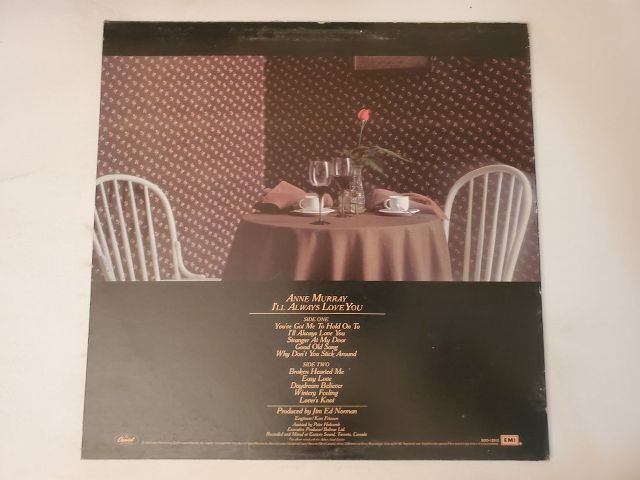 Anne Murray
I'll Always Love You
SIDE ONE
You've Got Me To Hold On To
I'll Always Love You
Stranger At My Door
Good Old Song
Why Don't You Stick Around
SIDE TWO
Broken Hearted Me
Easy Love
Daydream Believer
Wintery Feeling
Lover's Knot
Produced by Jim Ed Norman
Engineer: Ken Friesen
Assisted by Peter Holcomb
Executive Producer: Balmur Ltd.
Recorded and Mixed at Eastern Sound, Toronto, Canada
Capitol
EMI